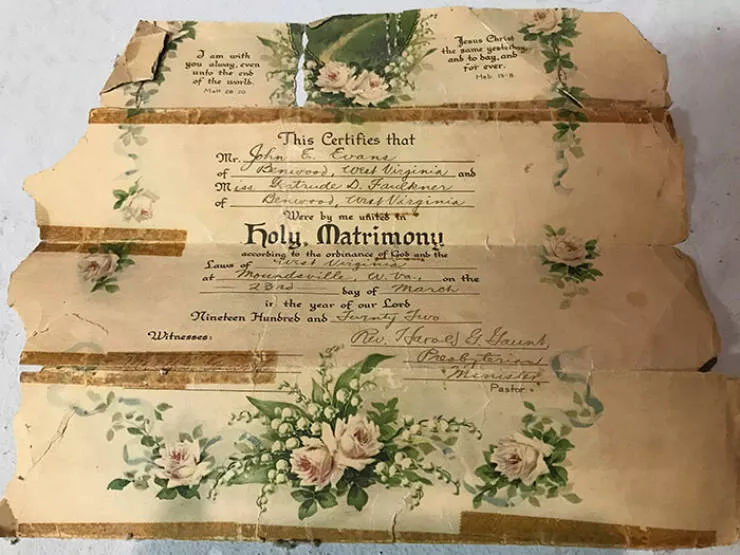 I am with
you alway, even
unto the end
of the world.
Matt 28 20
Jesus Christ
the same yesterday,
and to day, and
for ever.
Heb. 13-8
This Certifies that
Mr. John E. Evans
of Benwood, West Virginia and
Miss Gertrude D. Faulkner
of Benwood, West Virginia
Were by me united in
Holy Matrimony
according to the ordinance of God and the
Laws of West Virginia
at Moundsville, W. Va., on the
23rd day of March
in the year of our Lord
Nineteen Hundred and Twenty Two
Witnesses:
Rev. Harold G. Gaunt,
Presbyterian
Minister
Pastor.